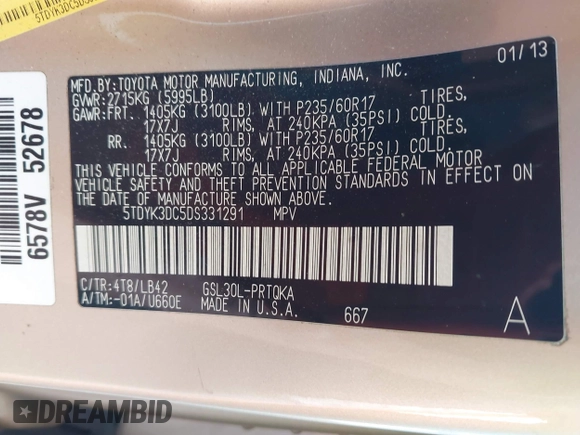 5TDYK3DC5DS3
6578V 52678
01/13
MFD.BY:TOYOTA MOTOR MANUFACTURING, INDIANA, INC.
GVWR:2715KG (5995LB)
GAWR:FRT. 1405KG (3100LB) WITH P235/60R17 TIRES,
17X7J RIMS, AT 240KPA (35PSI) COLD.
RR. 1405KG (3100LB) WITH P235/60R17 TIRES,
17X7J RIMS, AT 240KPA (35PSI) COLD.
THIS VEHICLE CONFORMS TO ALL APPLICABLE FEDERAL MOTOR
VEHICLE SAFETY AND THEFT PREVENTION STANDARDS IN EFFECT ON
THE DATE OF MANUFACTURE SHOWN ABOVE.
5TDYK3DC5DS331291 MPV
C/TR:4T8/LB42 GSL30L-PRTQKA
A/TM:-01A/U660E MADE IN U.S.A. 667
A
DREAMBID